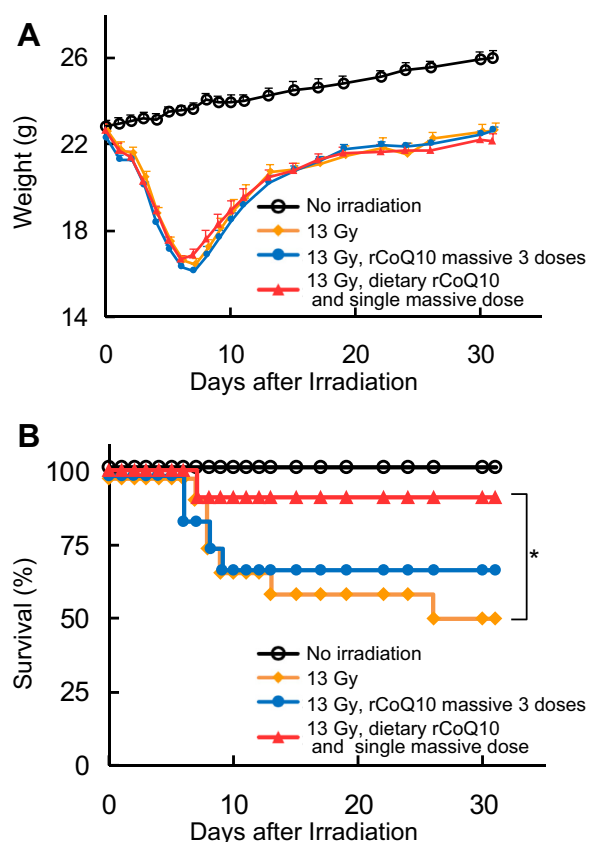 A
26
22
18
14
Weight (g)
No irradiation
13 Gy
13 Gy, rCoQ10 massive 3 doses
13 Gy, dietary rCoQ10
and single massive dose
0 10 20 30
Days after Irradiation
B
100
75
50
25
0
Survival (%)
*
No irradiation
13 Gy
13 Gy, rCoQ10 massive 3 doses
13 Gy, dietary rCoQ10
and single massive dose
0 10 20 30
Days after Irradiation